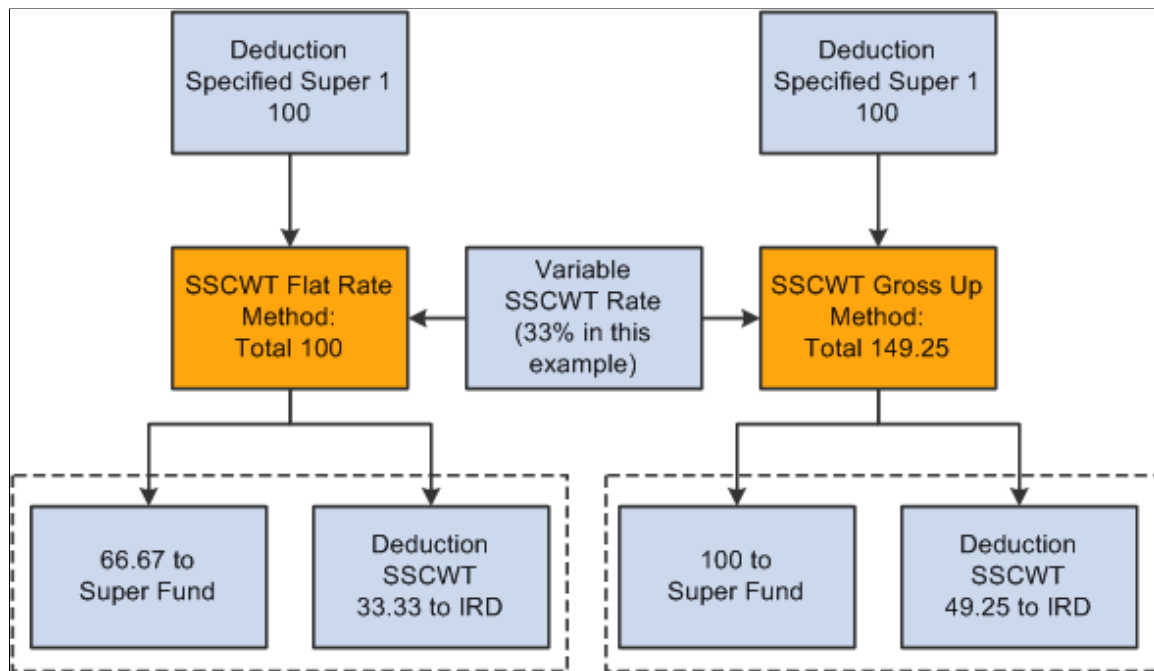 Deduction
Specified Super 1
100
Deduction
Specified Super 1
100
SSCWT Flat Rate
Method:
Total 100
Variable
SSCWT Rate
(33% in this
example)
SSCWT Gross Up
Method:
Total 149.25
66.67 to
Super Fund
Deduction
SSCWT
33.33 to IRD
100 to
Super Fund
Deduction
SSCWT
49.25 to IRD